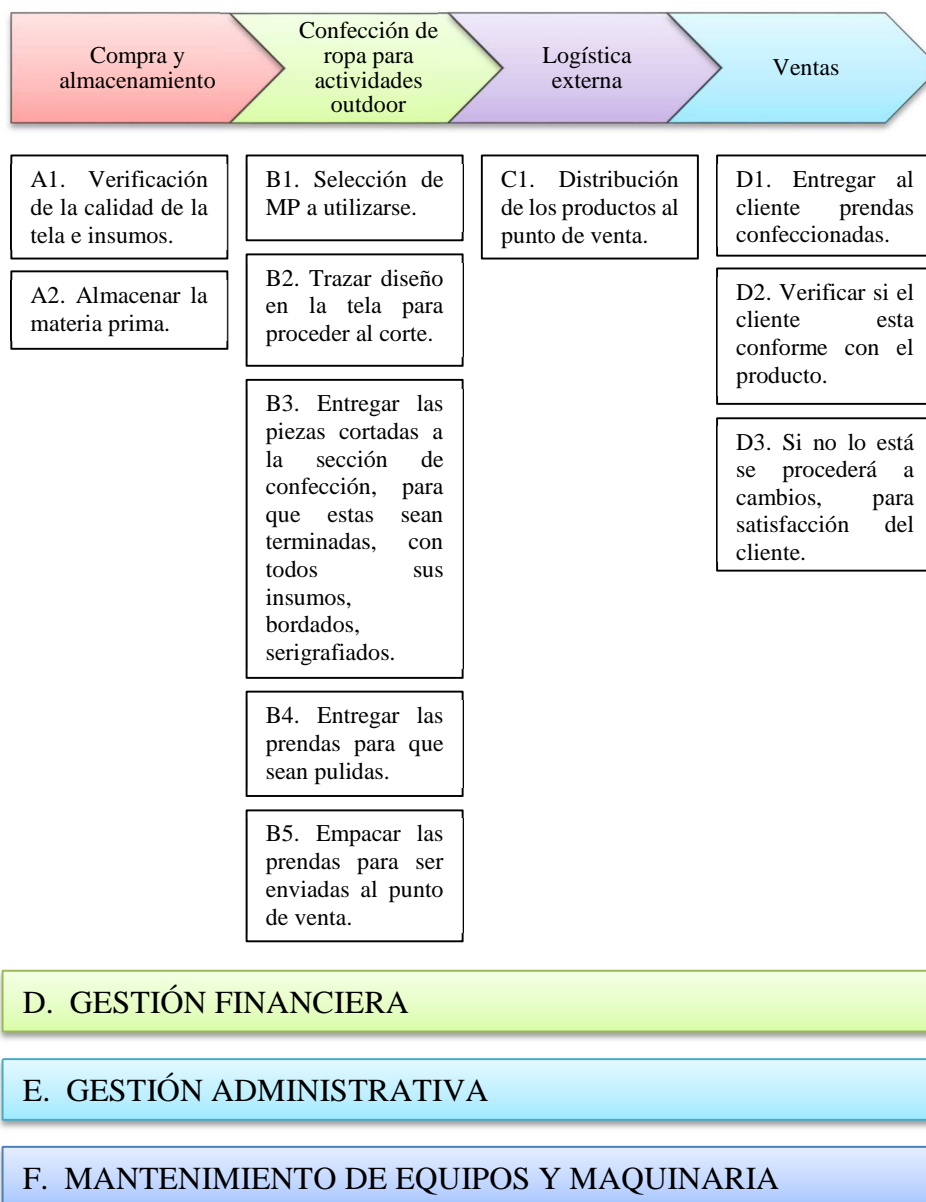 Compra y
almacenamiento
Confección de
ropa para
actividades
outdoor
Logística
externa
Ventas
A1. Verificación
de la calidad de la
tela e insumos.
A2. Almacenar la
materia prima.
B1. Selección de
MP a utilizarse.
B2. Trazar diseño
en la tela para
proceder al corte.
B3. Entregar las
piezas cortadas a
la sección de
confección, para
que estas sean
terminadas, con
todos sus
insumos,
bordados,
serigrafiados.
B4. Entregar las
prendas para que
sean pulidas.
B5. Empacar las
prendas para ser
enviadas al punto
de venta.
C1. Distribución
de los productos al
punto de venta.
D1. Entregar al
cliente prendas
confeccionadas.
D2. Verificar si el
cliente esta
conforme con el
producto.
D3. Si no lo está
se procederá a
cambios, para
satisfacción del
cliente.
D. GESTIÓN FINANCIERA
E. GESTIÓN ADMINISTRATIVA
F. MANTENIMIENTO DE EQUIPOS Y MAQUINARIA